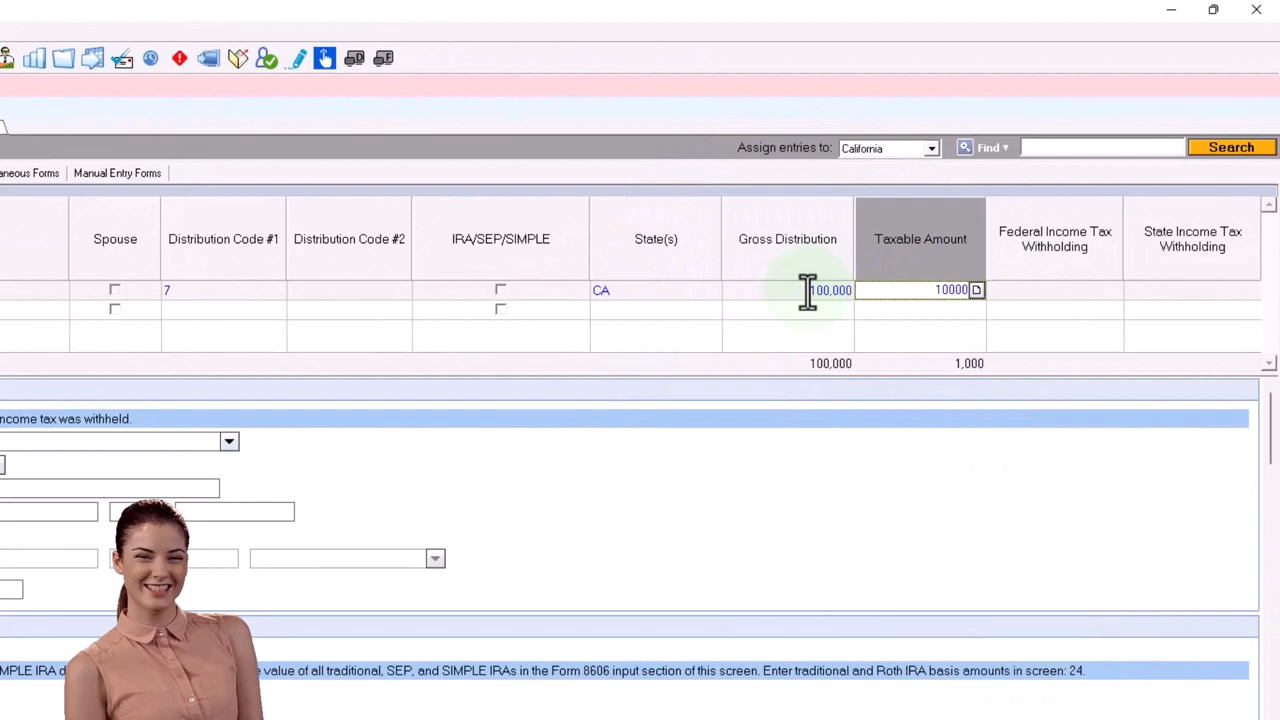 Assign entries to: California Find Search
aneous Forms Manual Entry Forms
Spouse Distribution Code #1 Distribution Code #2 IRA/SEP/SIMPLE State(s) Gross Distribution Taxable Amount Federal Income Tax Withholding State Income Tax Withholding
7 CA 100,000 10000
100,000 1,000
ncome tax was withheld.
MPLE IRA d value of all traditional, SEP, and SIMPLE IRAs in the Form 8606 input section of this screen. Enter traditional and Roth IRA basis amounts in screen: 24.